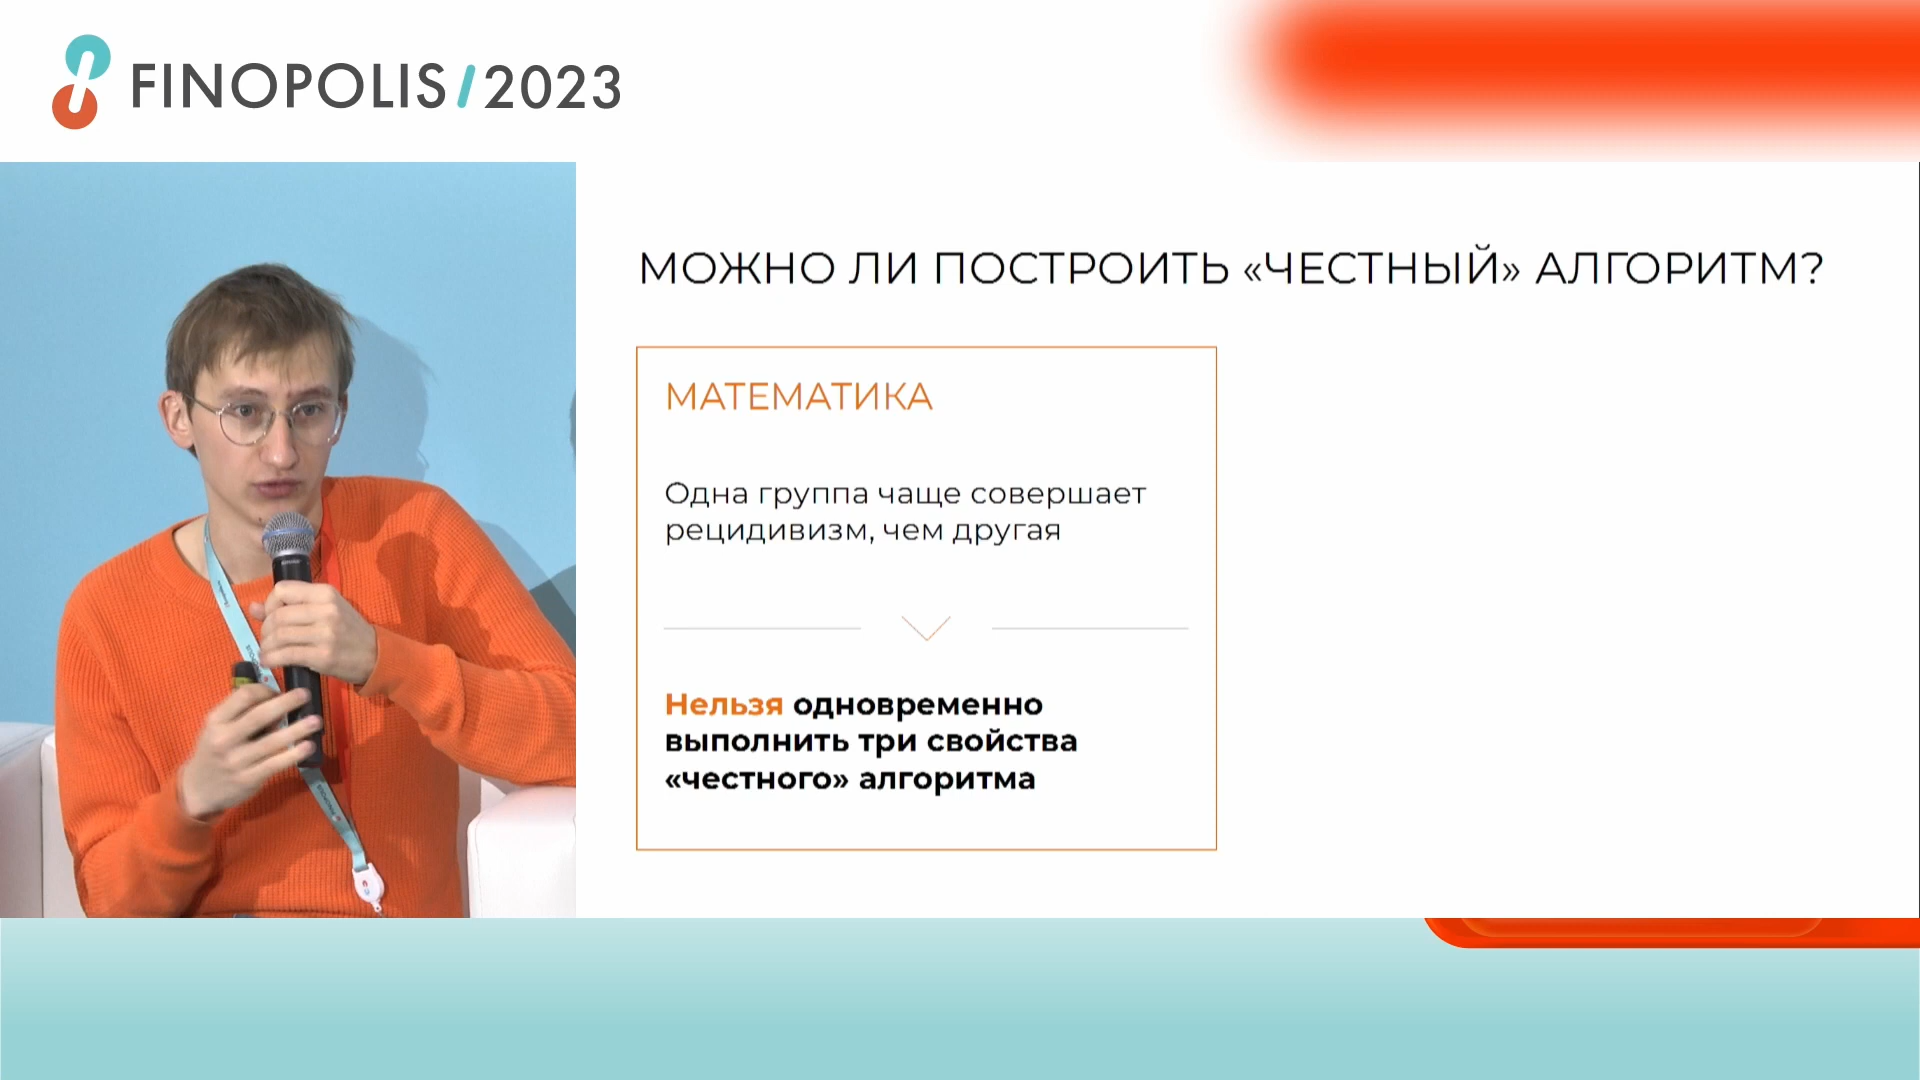 FINOPOLIS/2023
МОЖНО ЛИ ПОСТРОИТЬ «ЧЕСТНЫЙ» АЛГОРИТМ?
МАТЕМАТИКА
Одна группа чаще совершает
рецидивизм, чем другая
Нельзя одновременно
выполнить три свойства
«честного» алгоритма